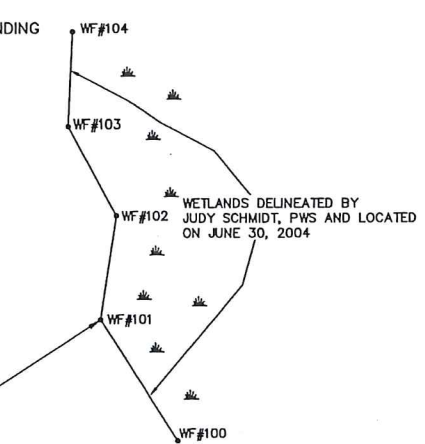 NDING
WF#104
WF#103
WF#102
WETLANDS DELINEATED BY
JUDY SCHMIDT, PWS AND LOCATED
ON JUNE 30, 2004
WF#101
WF#100